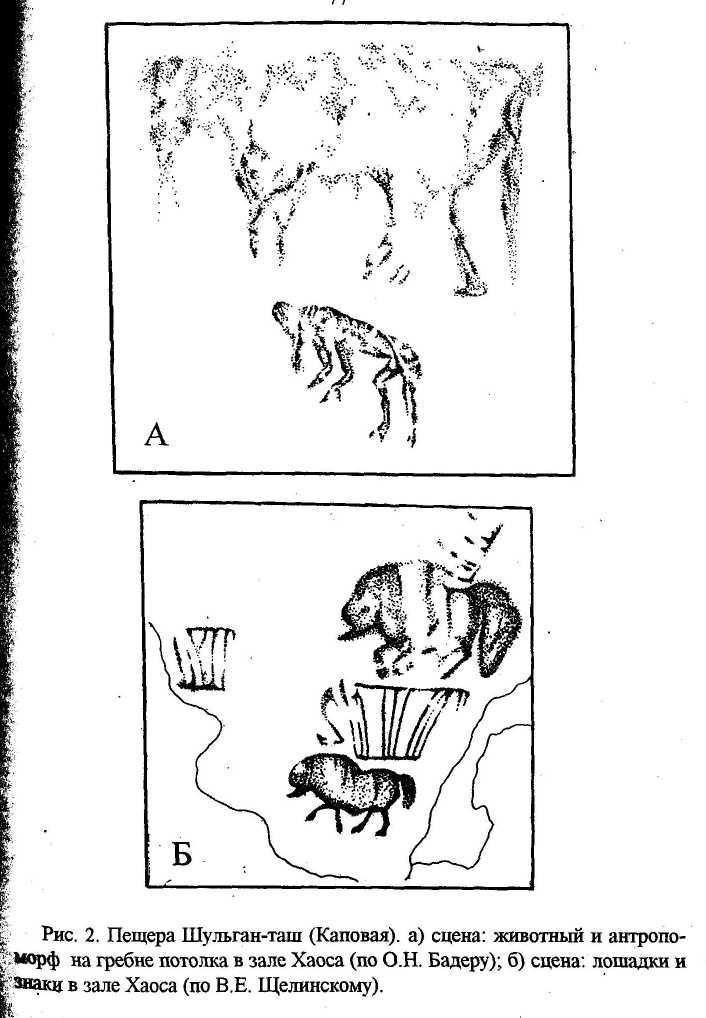 А
Б
Рис. 2. Пещера Шульган-таш (Каповая). а) сцена: животный и антропо-
морф на гребне потолка в зале Хаоса (по О.Н. Бадеру); б) сцена: лошадки и
знаки в зале Хаоса (по В.Е. Щелинскому).